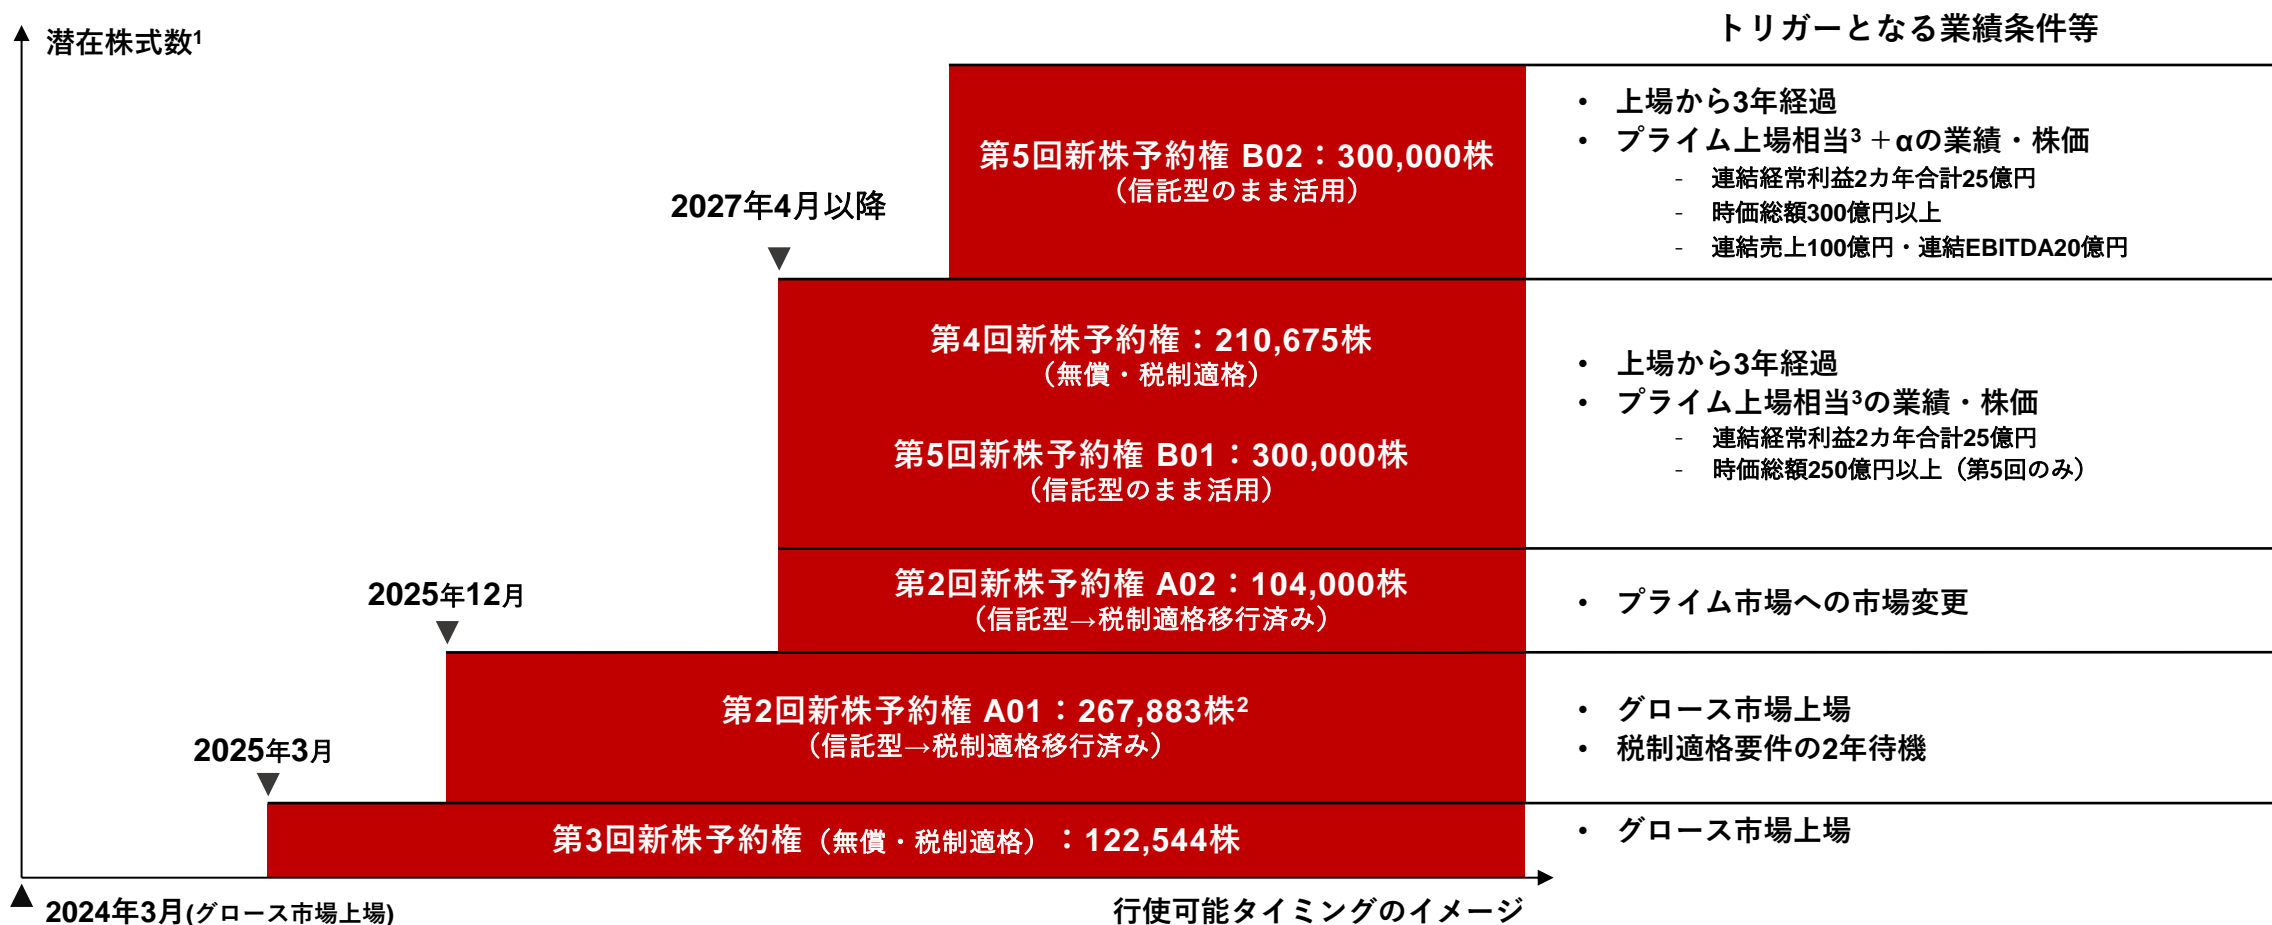 潜在株式数1
トリガーとなる業績条件等
第5回新株予約権 B02：300,000株
（信託型のまま活用）
• 上場から3年経過
• プライム上場相当3＋αの業績・株価
- 連結経常利益2カ年合計25億円
- 時価総額300億円以上
- 連結売上100億円・連結EBITDA20億円
2027年4月以降
▼
第4回新株予約権：210,675株
（無償・税制適格）
第5回新株予約権 B01：300,000株
（信託型のまま活用）
• 上場から3年経過
• プライム上場相当3の業績・株価
- 連結経常利益2カ年合計25億円
- 時価総額250億円以上（第5回のみ）
2025年12月
▼
第2回新株予約権 A02：104,000株
（信託型→税制適格移行済み）
• プライム市場への市場変更
第2回新株予約権 A01：267,883株2
（信託型→税制適格移行済み）
• グロース市場上場
• 税制適格要件の2年待機
2025年3月
▼
第3回新株予約権（無償・税制適格）：122,544株
• グロース市場上場
▲ 2024年3月(グロース市場上場)
行使可能タイミングのイメージ